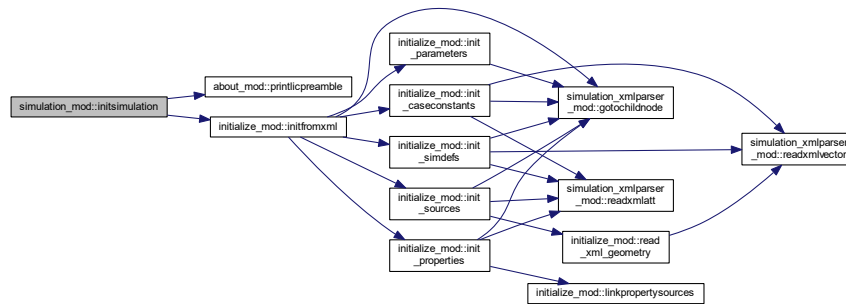 simulation_mod::initsimulation
about_mod::printlicpreamble
initialize_mod::initfromxml
initialize_mod::init
_parameters
initialize_mod::init
_caseconstants
initialize_mod::init
_simdefs
initialize_mod::init
_sources
initialize_mod::init
_properties
simulation_xmlparser
_mod::gotochildnode
simulation_xmlparser
_mod::readxmlatt
initialize_mod::read
_xml_geometry
initialize_mod::linkpropertysources
simulation_xmlparser
_mod::readxmlvector